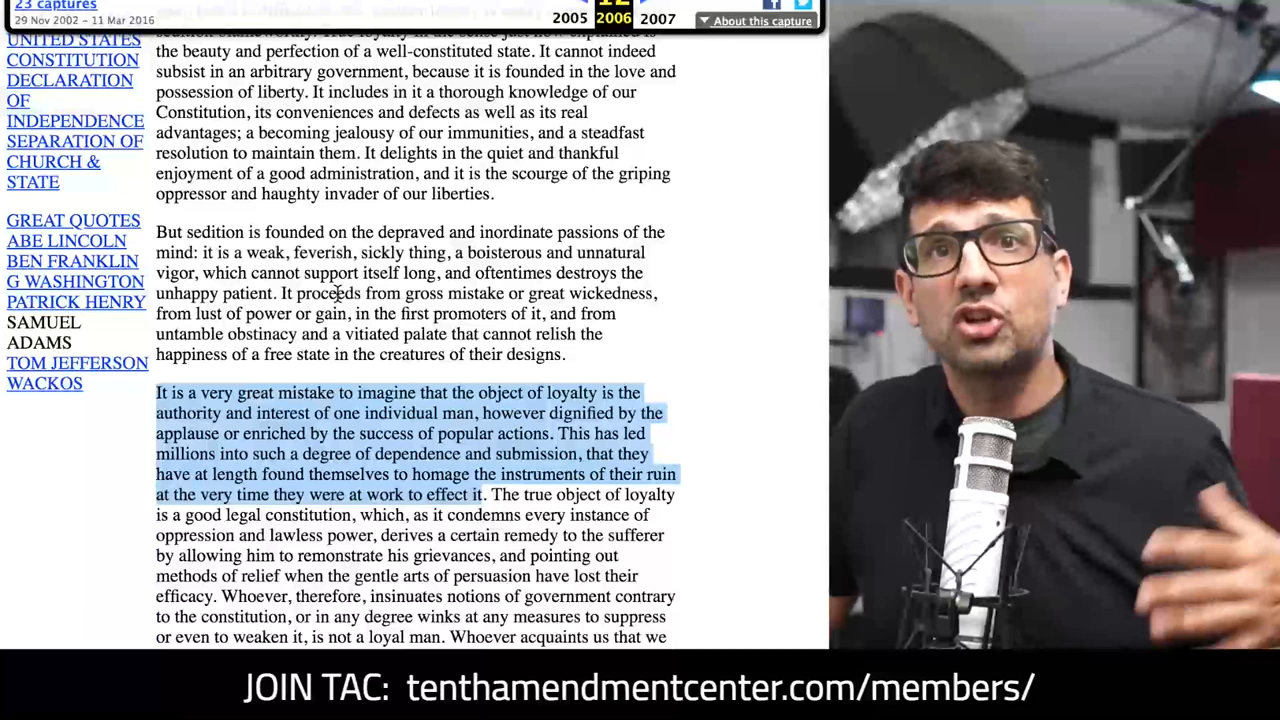 23 captures
29 Nov 2002 – 11 Mar 2016
12
2005 2006 2007
▼ About this capture
UNITED STATES
CONSTITUTION
DECLARATION
OF
INDEPENDENCE
SEPARATION OF
CHURCH &
STATE
GREAT QUOTES
ABE LINCOLN
BEN FRANKLIN
G WASHINGTON
PATRICK HENRY
SAMUEL
ADAMS
TOM JEFFERSON
WACKOS
the beauty and perfection of a well-constituted state. It cannot indeed
subsist in an arbitrary government, because it is founded in the love and
possession of liberty. It includes in it a thorough knowledge of our
Constitution, its conveniences and defects as well as its real
advantages; a becoming jealousy of our immunities, and a steadfast
resolution to maintain them. It delights in the quiet and thankful
enjoyment of a good administration, and it is the scourge of the griping
oppressor and haughty invader of our liberties.
But sedition is founded on the depraved and inordinate passions of the
mind: it is a weak, feverish, sickly thing, a boisterous and unnatural
vigor, which cannot support itself long, and oftentimes destroys the
unhappy patient. It proceeds from gross mistake or great wickedness,
from lust of power or gain, in the first promoters of it, and from
untamable obstinacy and a vitiated palate that cannot relish the
happiness of a free state in the creatures of their designs.
It is a very great mistake to imagine that the object of loyalty is the
authority and interest of one individual man, however dignified by the
applause or enriched by the success of popular actions. This has led
millions into such a degree of dependence and submission, that they
have at length found themselves to homage the instruments of their ruin
at the very time they were at work to effect it. The true object of loyalty
is a good legal constitution, which, as it condemns every instance of
oppression and lawless power, derives a certain remedy to the sufferer
by allowing him to remonstrate his grievances, and pointing out
methods of relief when the gentle arts of persuasion have lost their
efficacy. Whoever, therefore, insinuates notions of government contrary
to the constitution, or in any degree winks at any measures to suppress
or even to weaken it, is not a loyal man. Whoever acquaints us that we
JOIN TAC: tenthamendmentcenter.com/members/